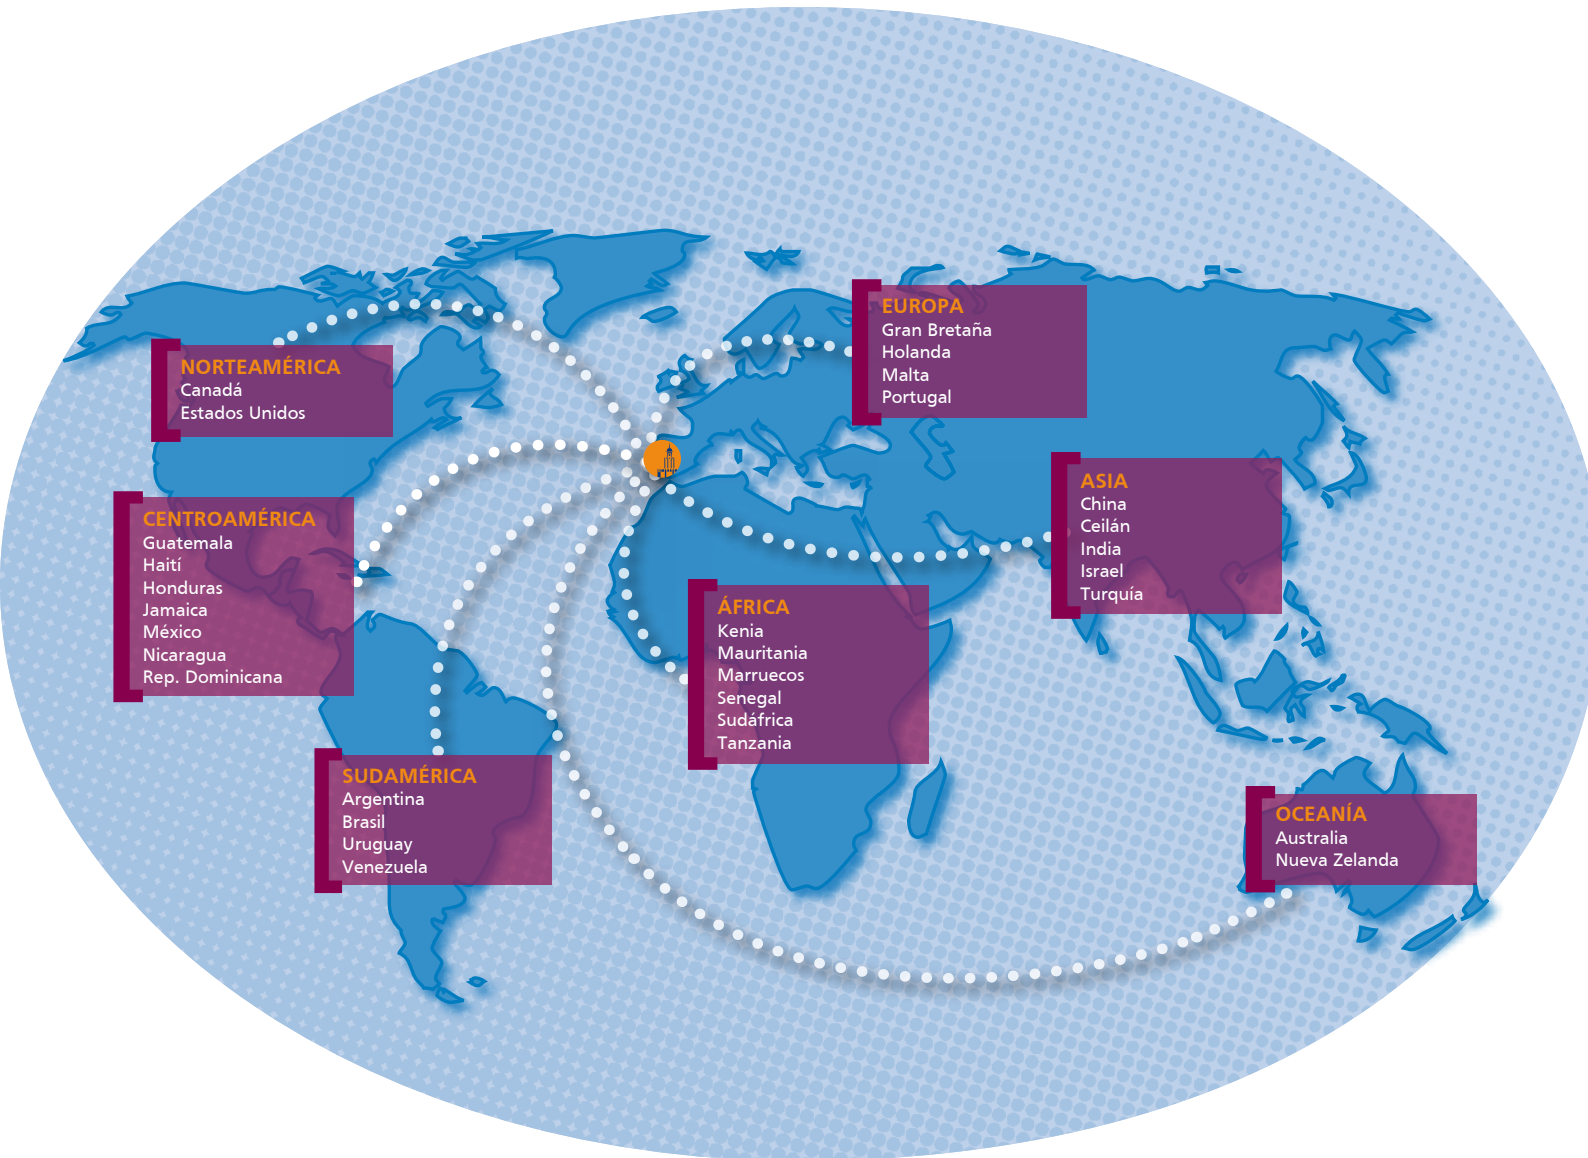 EUROPA
Gran Bretaña
Holanda
Malta
Portugal
NORTEAMÉRICA
Canadá
Estados Unidos
ASIA
China
Ceilán
India
Israel
Turquía
CENTROAMÉRICA
Guatemala
Haití
Honduras
Jamaica
México
Nicaragua
Rep. Dominicana
ÁFRICA
Kenia
Mauritania
Marruecos
Senegal
Sudáfrica
Tanzania
SUDAMÉRICA
Argentina
Brasil
Uruguay
Venezuela
OCEANÍA
Australia
Nueva Zelanda